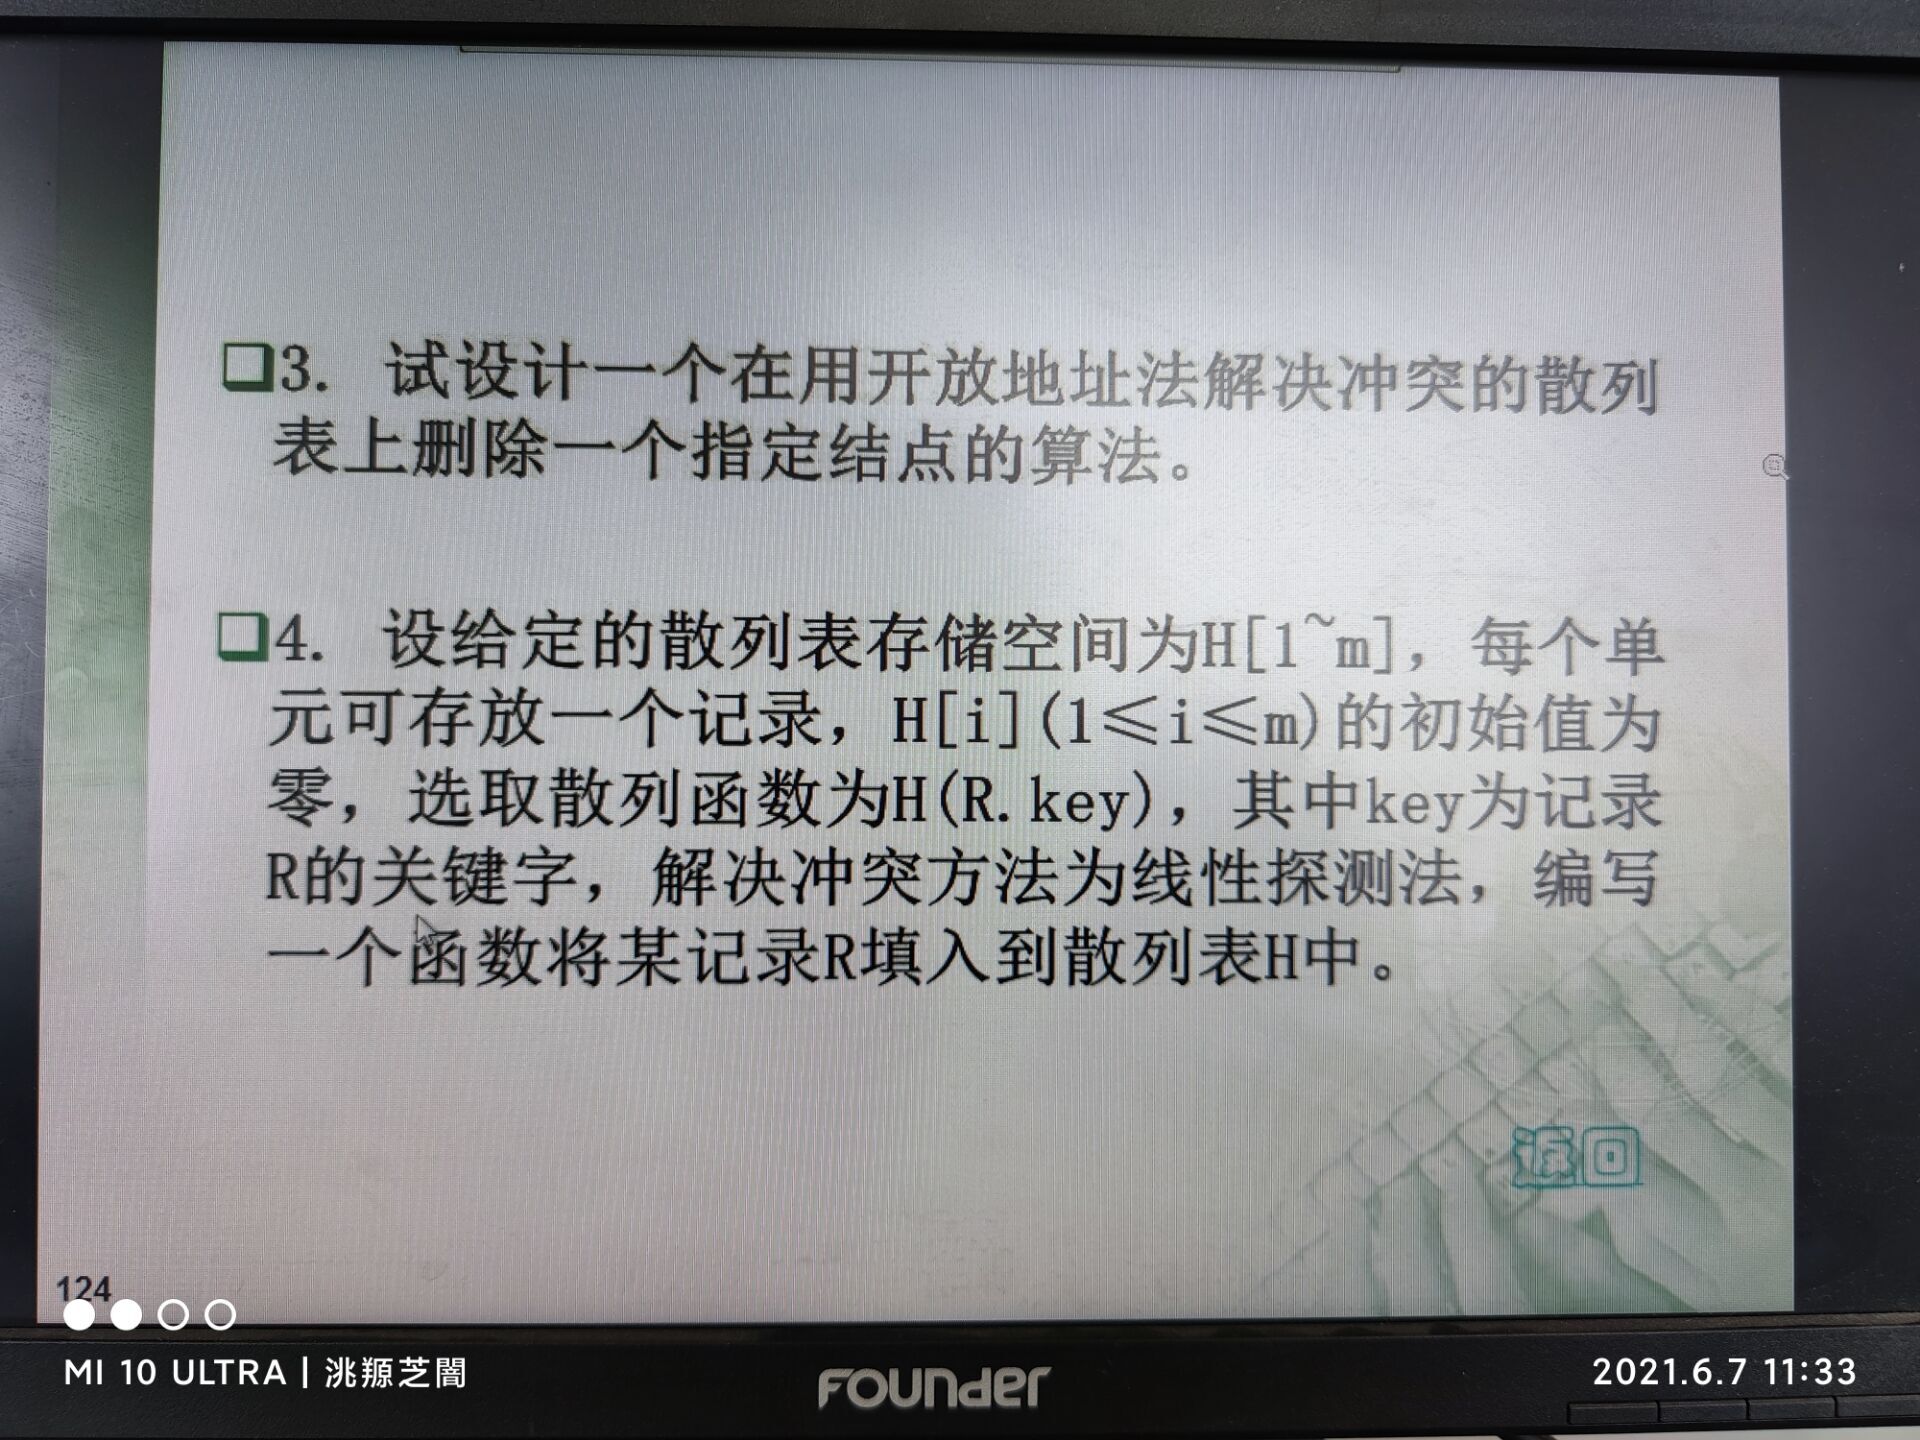 ❑3. 试设计一个在用开放地址法解决冲突的散列
表上删除一个指定结点的算法。
❑4. 设给定的散列表存储空间为H[1~m]，每个单
元可存放一个记录，H[i](1≤i≤m)的初始值为
零，选取散列函数为H(R.key)，其中key为记录
R的关键字，解决冲突方法为线性探测法，编写
一个函数将某记录R填入到散列表H中。
返回
124
MI 10 ULTRA | 洮羱芝閣
FOUNDER
2021.6.7 11:33